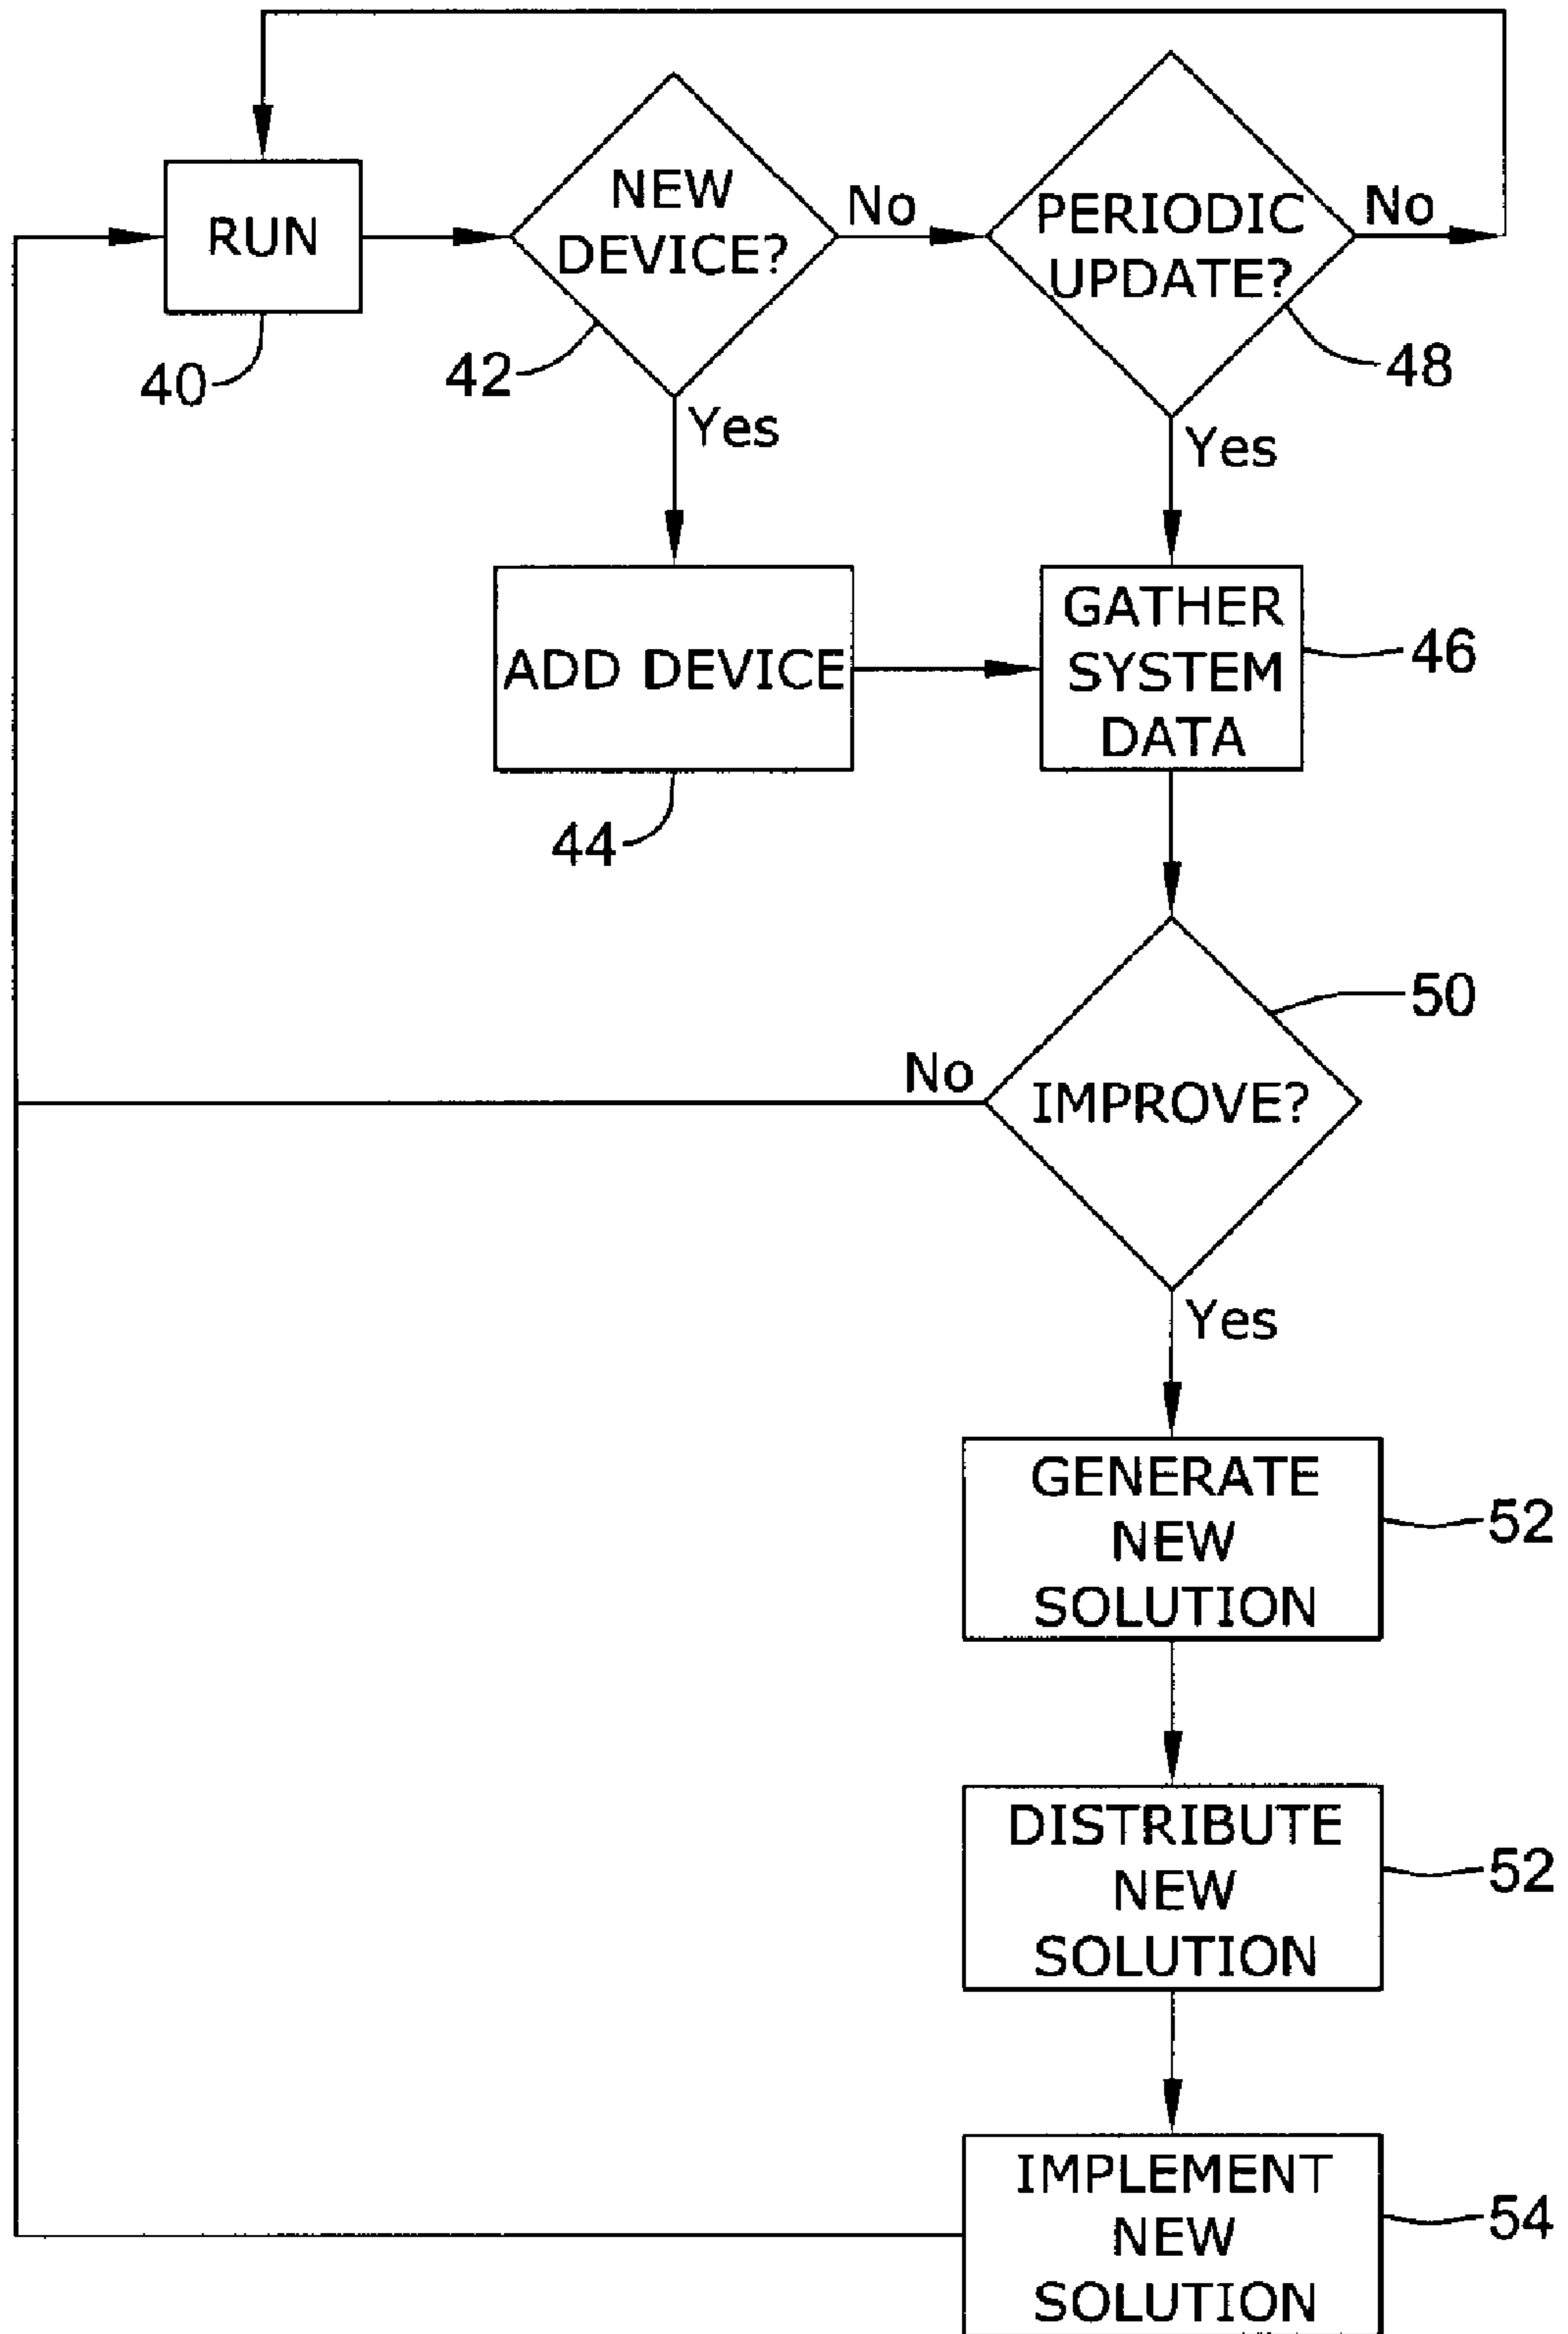 RUN
40
NEW
DEVICE?
42
No
Yes
PERIODIC
UPDATE?
48
No
Yes
ADD DEVICE
44
GATHER
SYSTEM
DATA
46
IMPROVE?
50
No
Yes
GENERATE
NEW
SOLUTION
52
DISTRIBUTE
NEW
SOLUTION
52
IMPLEMENT
NEW
SOLUTION
54